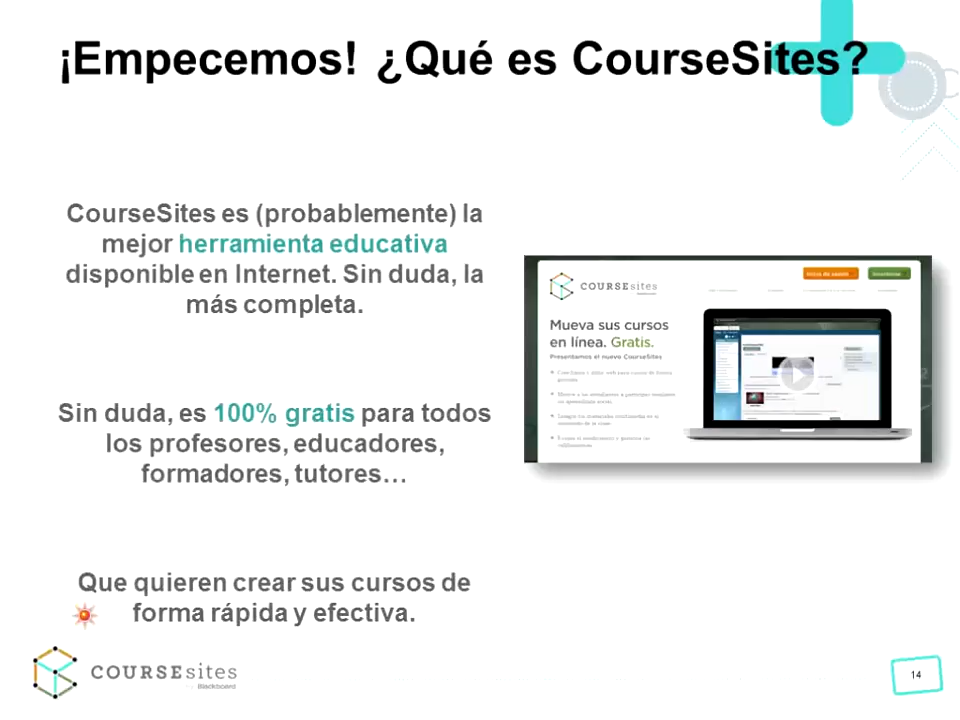 ¡Empecemos! ¿Qué es CourseSites?
CourseSites es (probablemente) la
mejor herramienta educativa
disponible en Internet. Sin duda, la
más completa.
Sin duda, es 100% gratis para todos
los profesores, educadores,
formadores, tutores…
Que quieren crear sus cursos de
forma rápida y efectiva.
COURSEsites
Mueva sus cursos
en línea. Gratis.
Presentamos el nuevo CourseSites
COURSEsites
Blackboard
14